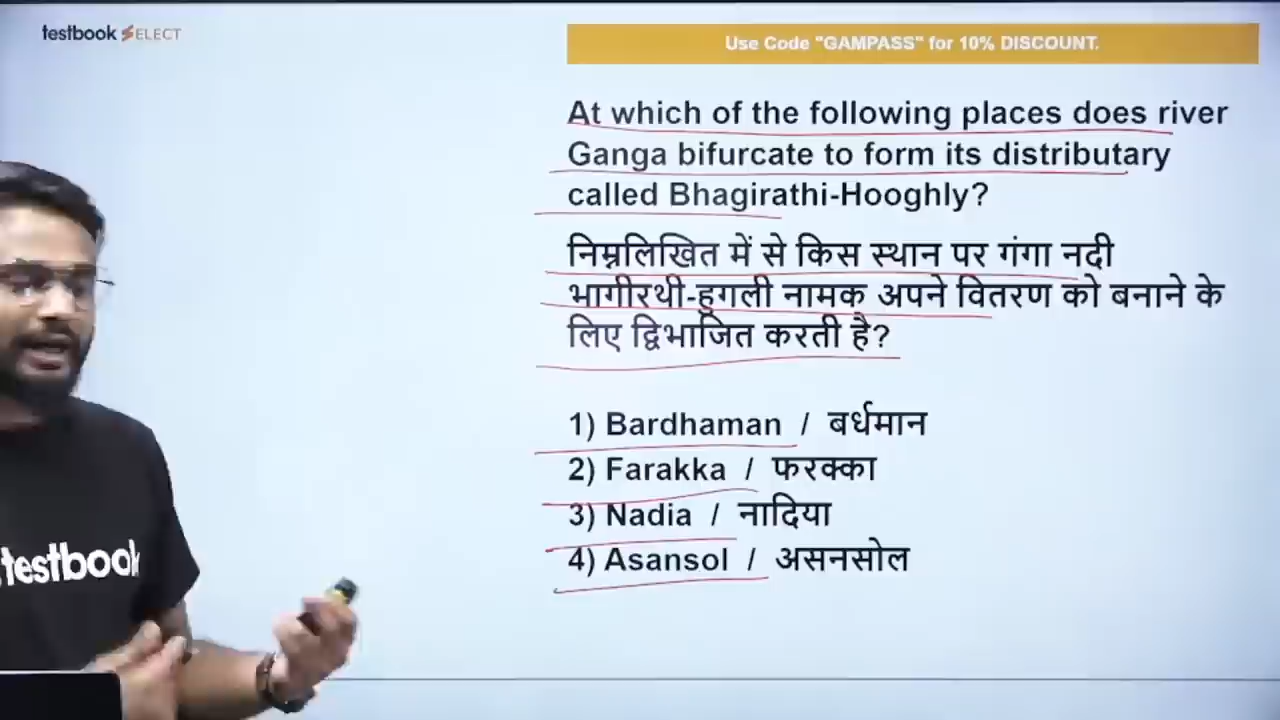 testbook SELECT
Use Code "GAMPASS" for 10% DISCOUNT.
At which of the following places does river
Ganga bifurcate to form its distributary
called Bhagirathi-Hooghly?
निम्नलिखित में से किस स्थान पर गंगा नदी
भागीरथी-हुगली नामक अपने वितरण को बनाने के
लिए द्विभाजित करती है?
1) Bardhaman / बर्धमान
2) Farakka / फरक्का
3) Nadia / नादिया
4) Asansol / असनसोल
testbook